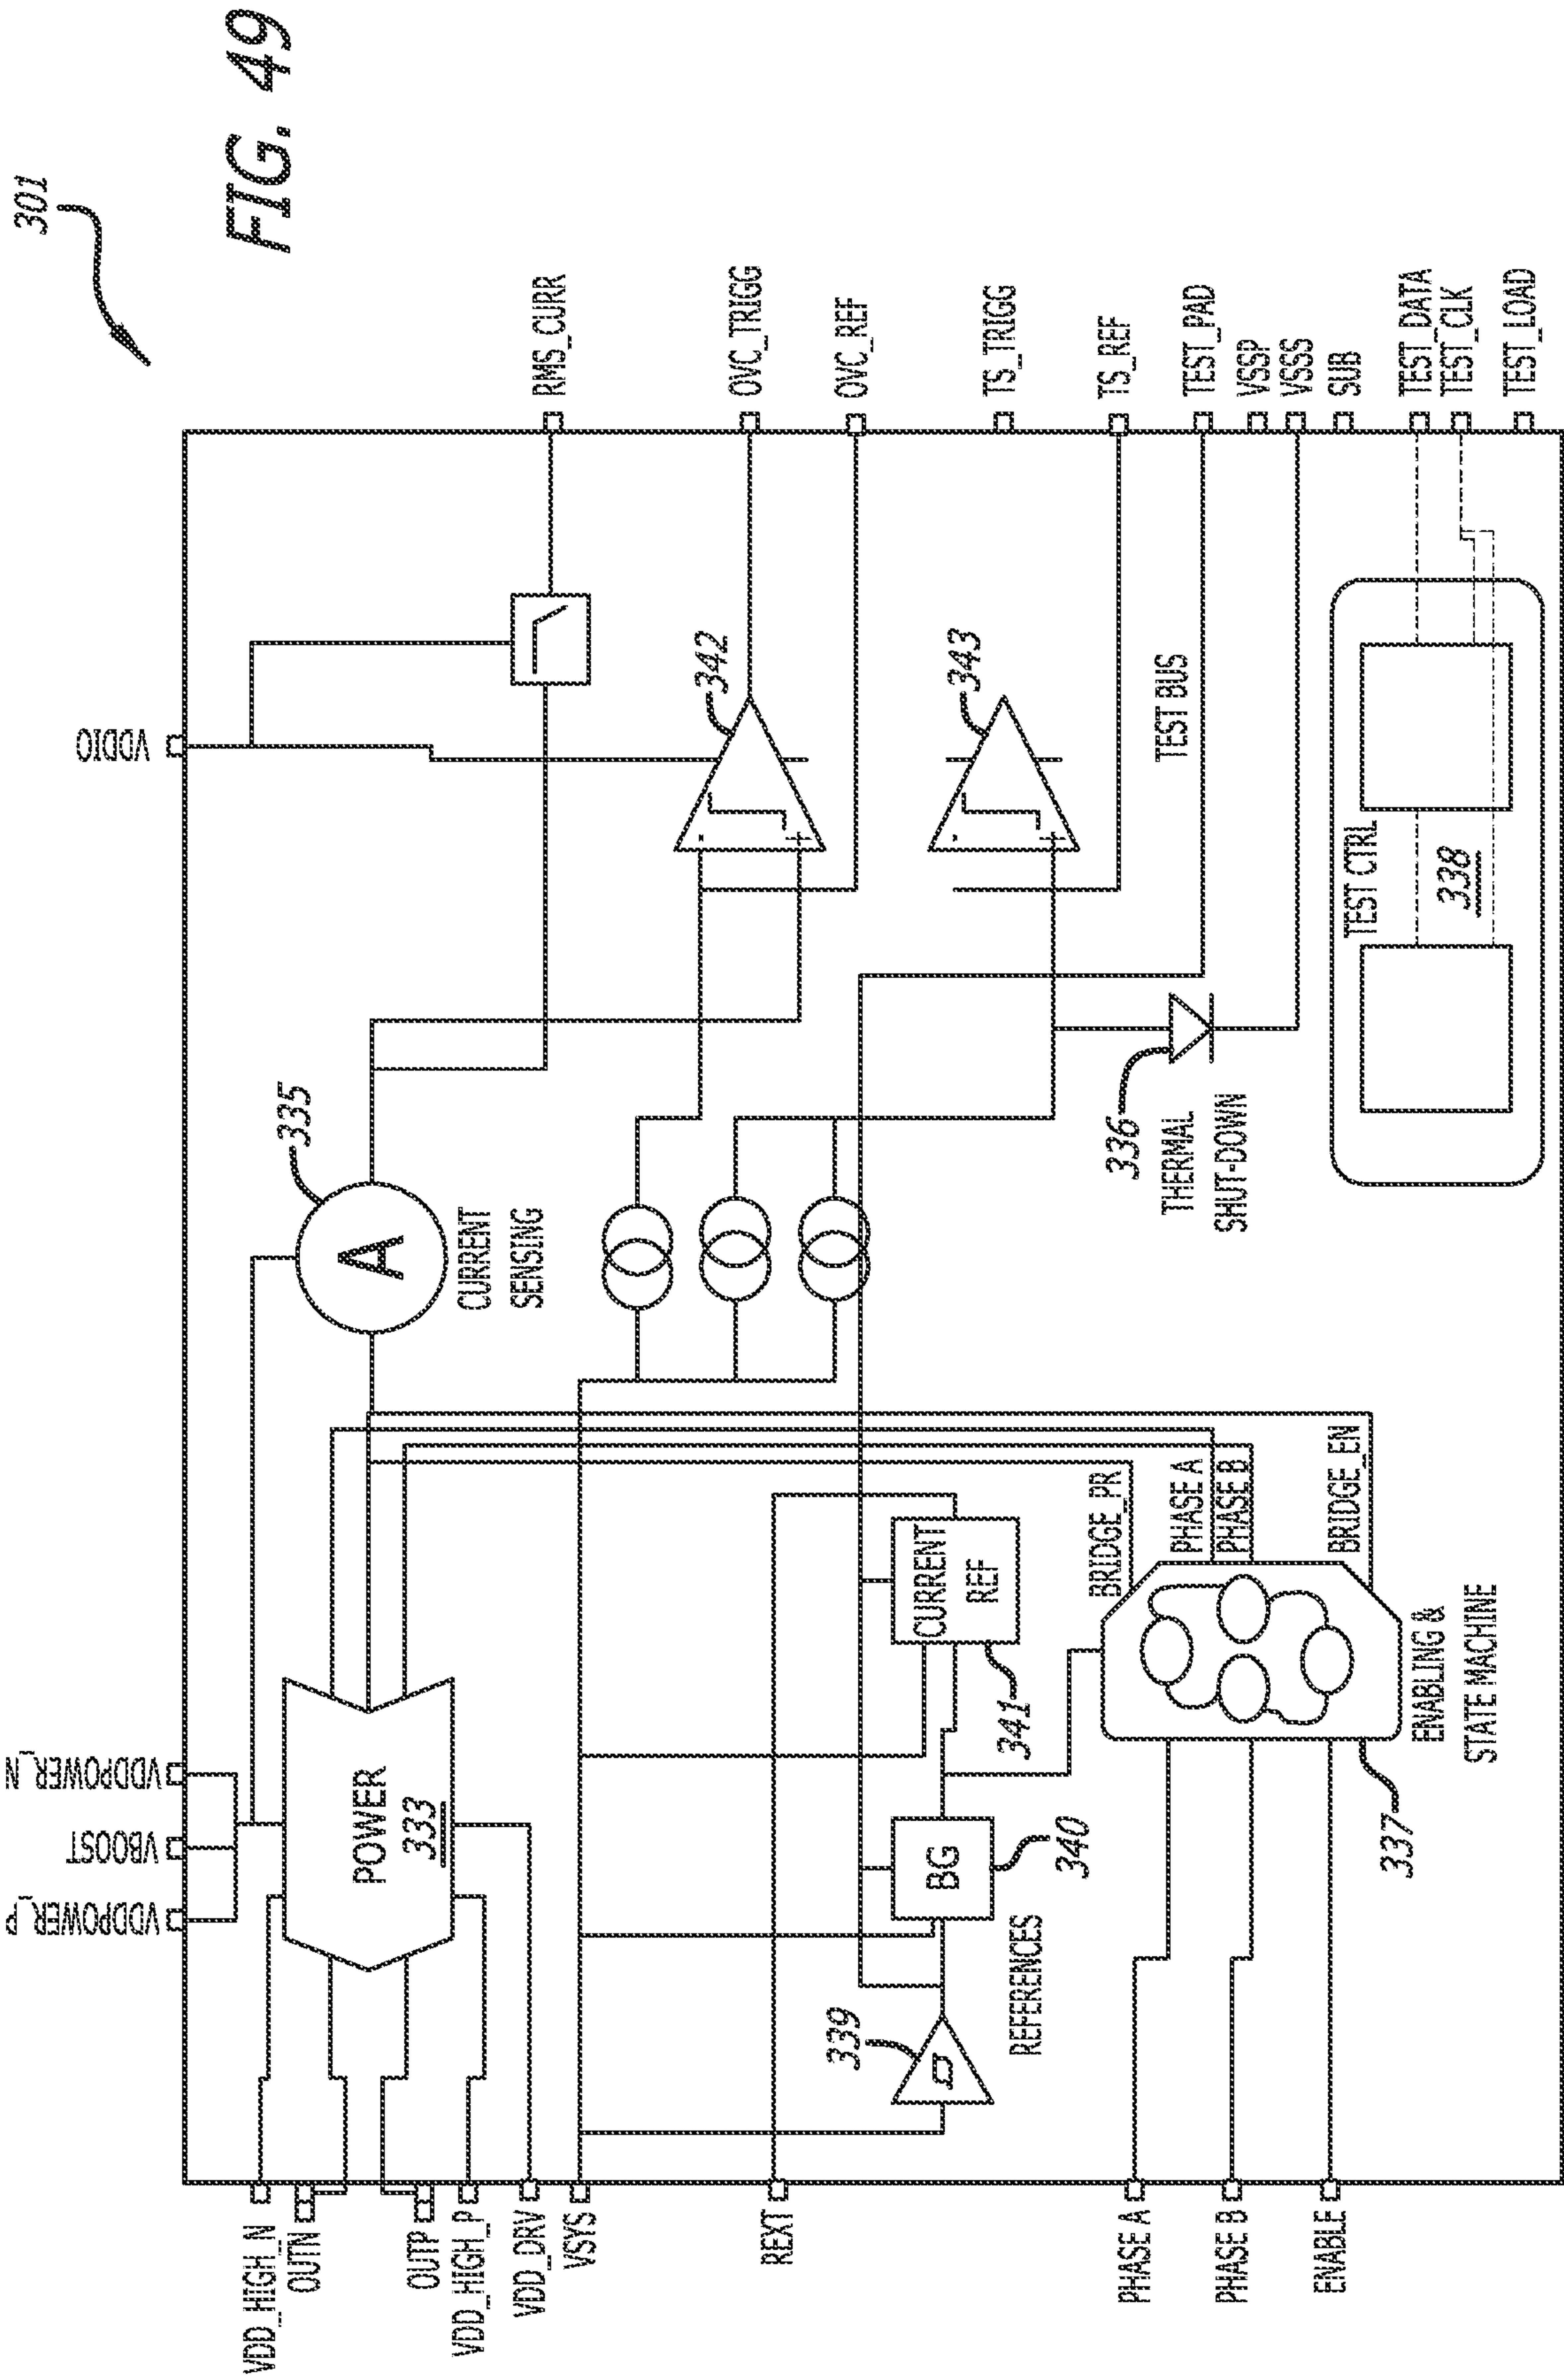 301
FIG. 49
VDDPOWER_P
VBOOST
VDDPOWER_N
VDDIO
VDD_HIGH_N
OUTN
OUTP
VDD_HIGH_P
VDD_DRV
VSYS
REXT
PHASE A
PHASE B
ENABLE
POWER
333
335
A
CURRENT
SENSING
RMS_CURR
OVC_TRIGG
OVC_REF
TS_TRIGG
TS_REF
TEST_PAD
VSSP
VSSS
SUB
TEST_DATA
TEST_CLK
TEST_LOAD
342
-
+
343
-
+
TEST BUS
339
BG
340
REFERENCES
CURRENT
REF
341
336
THERMAL
SHUT-DOWN
BRIDGE_PR
PHASE A
PHASE B
BRIDGE_EN
337
ENABLING &
STATE MACHINE
TEST CTRL
338